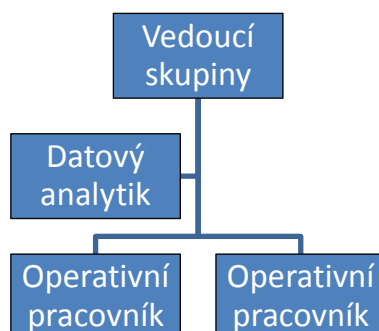 Vedoucí
skupiny
Datový
analytik
Operativní
pracovník
Operativní
pracovník